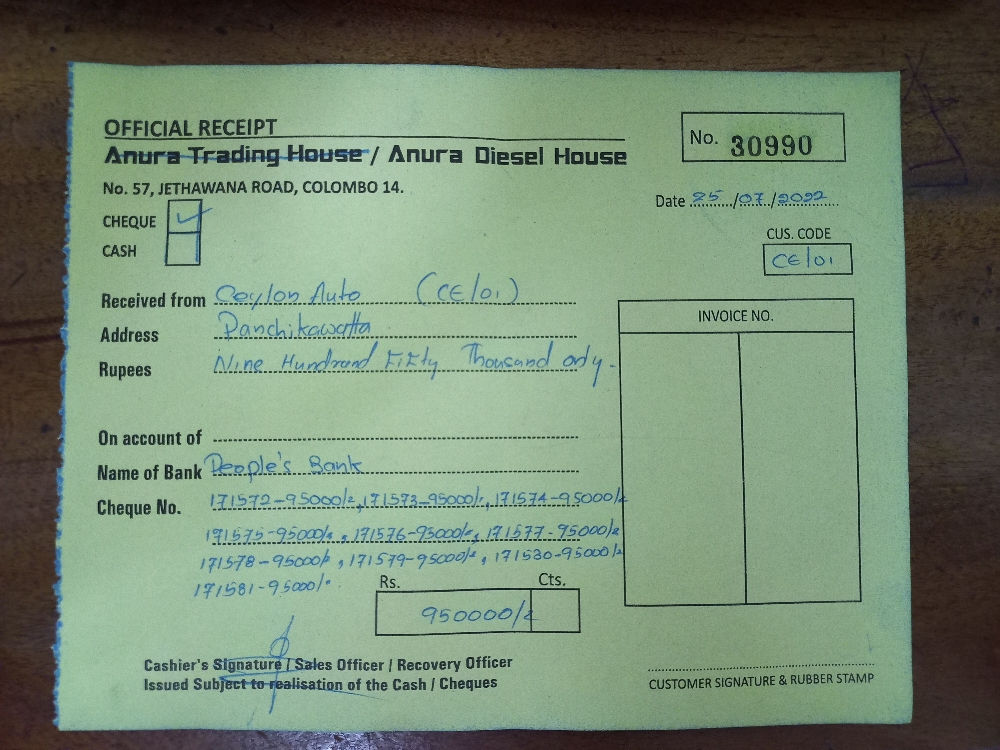 OFFICIAL RECEIPT
Anura Trading House / Anura Diesel House
No. 30990
No. 57, JETHAWANA ROAD, COLOMBO 14.
Date 25/07/2022
CHEQUE ✓
CASH
CUS. CODE
CE/01
Received from Ceylon Auto (CE/01)
Address Panchikawatta
Rupees Nine Hundrand Fifty Thousand only.
INVOICE NO.
On account of
Name of Bank People's Bank
Cheque No. 171572-95000/-, 171573-95000/-, 171574-95000/-
171575-95000/-, 171576-95000/-, 171577-95000/-
171578-95000/-, 171579-95000/-, 171580-95000/-
171581-95000/-
Rs. Cts.
950000/-
Cashier's Signature / Sales Officer / Recovery Officer
Issued Subject to realisation of the Cash / Cheques
CUSTOMER SIGNATURE & RUBBER STAMP